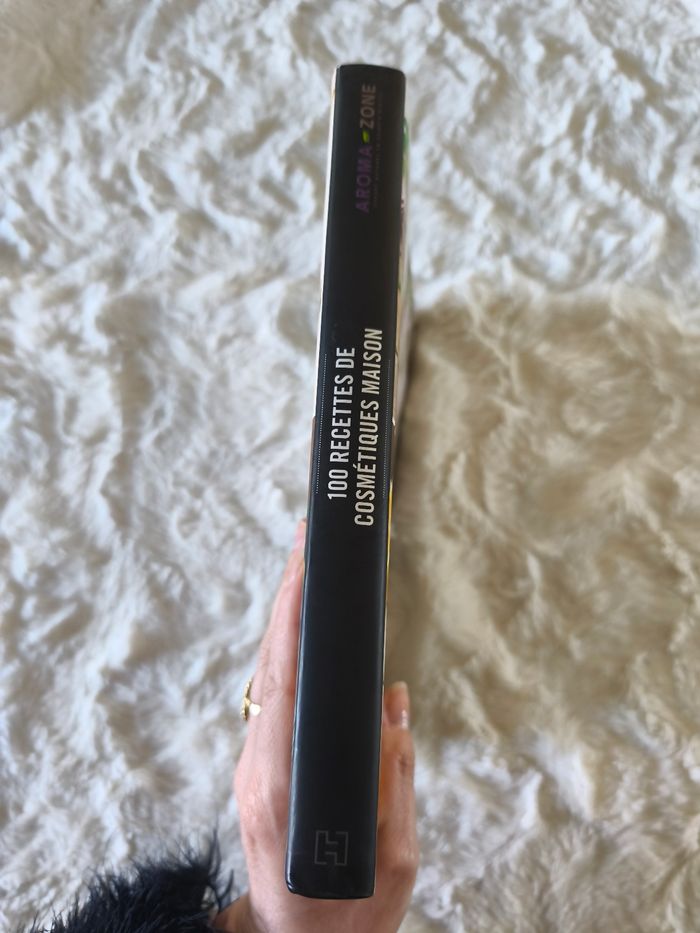 100 RECETTES DE
COSMÉTIQUES MAISON
AROMA ZONE